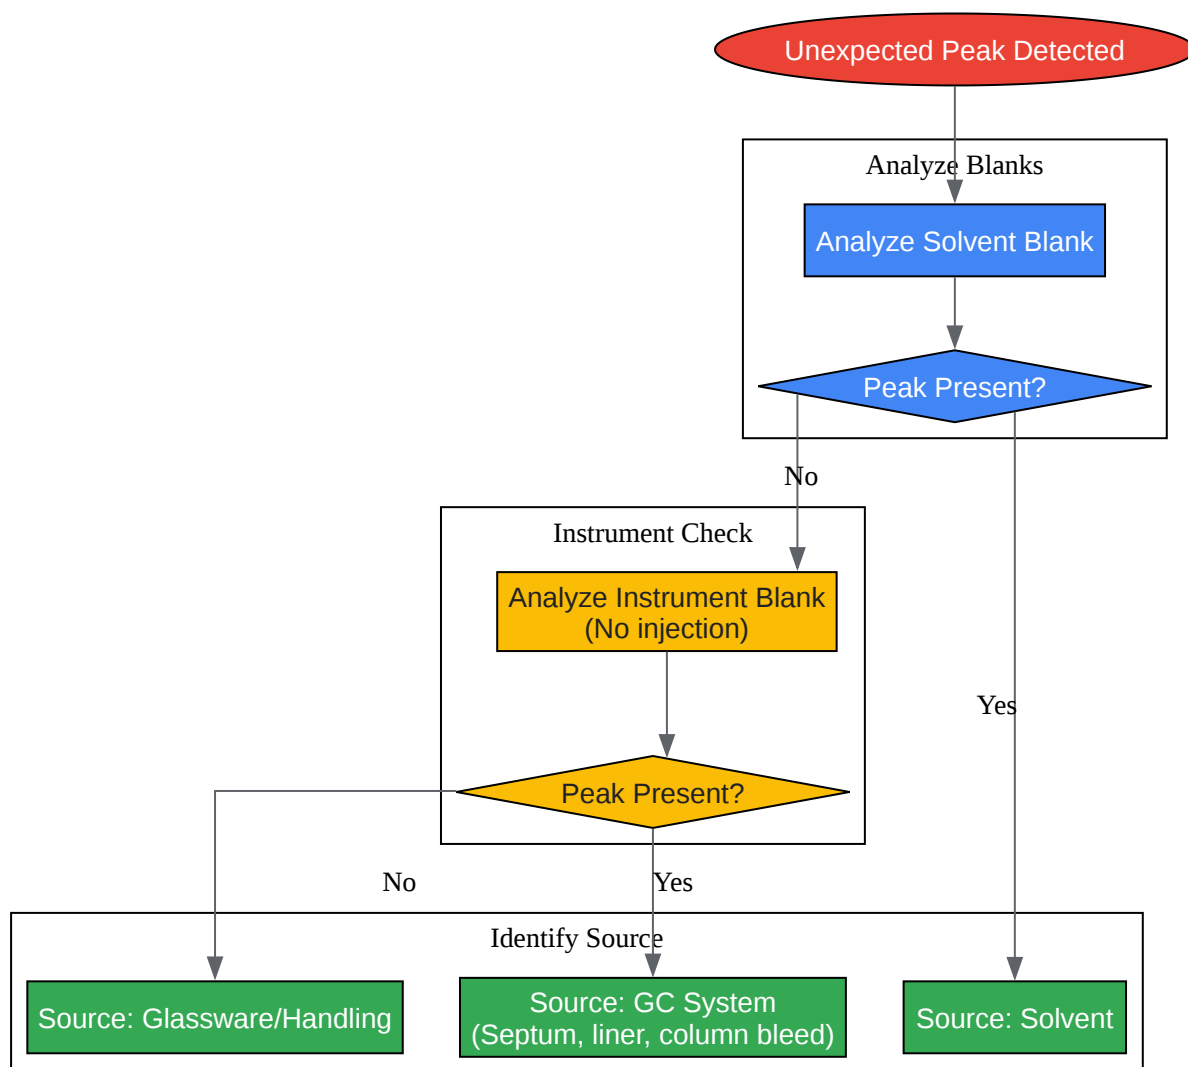 Unexpected Peak Detected
Analyze Blanks
Analyze Solvent Blank
Peak Present?
No
Instrument Check
Analyze Instrument Blank
(No injection)
Yes
Peak Present?
No
Yes
Identify Source
Source: Glassware/Handling
Source: GC System
(Septum, liner, column bleed)
Source: Solvent